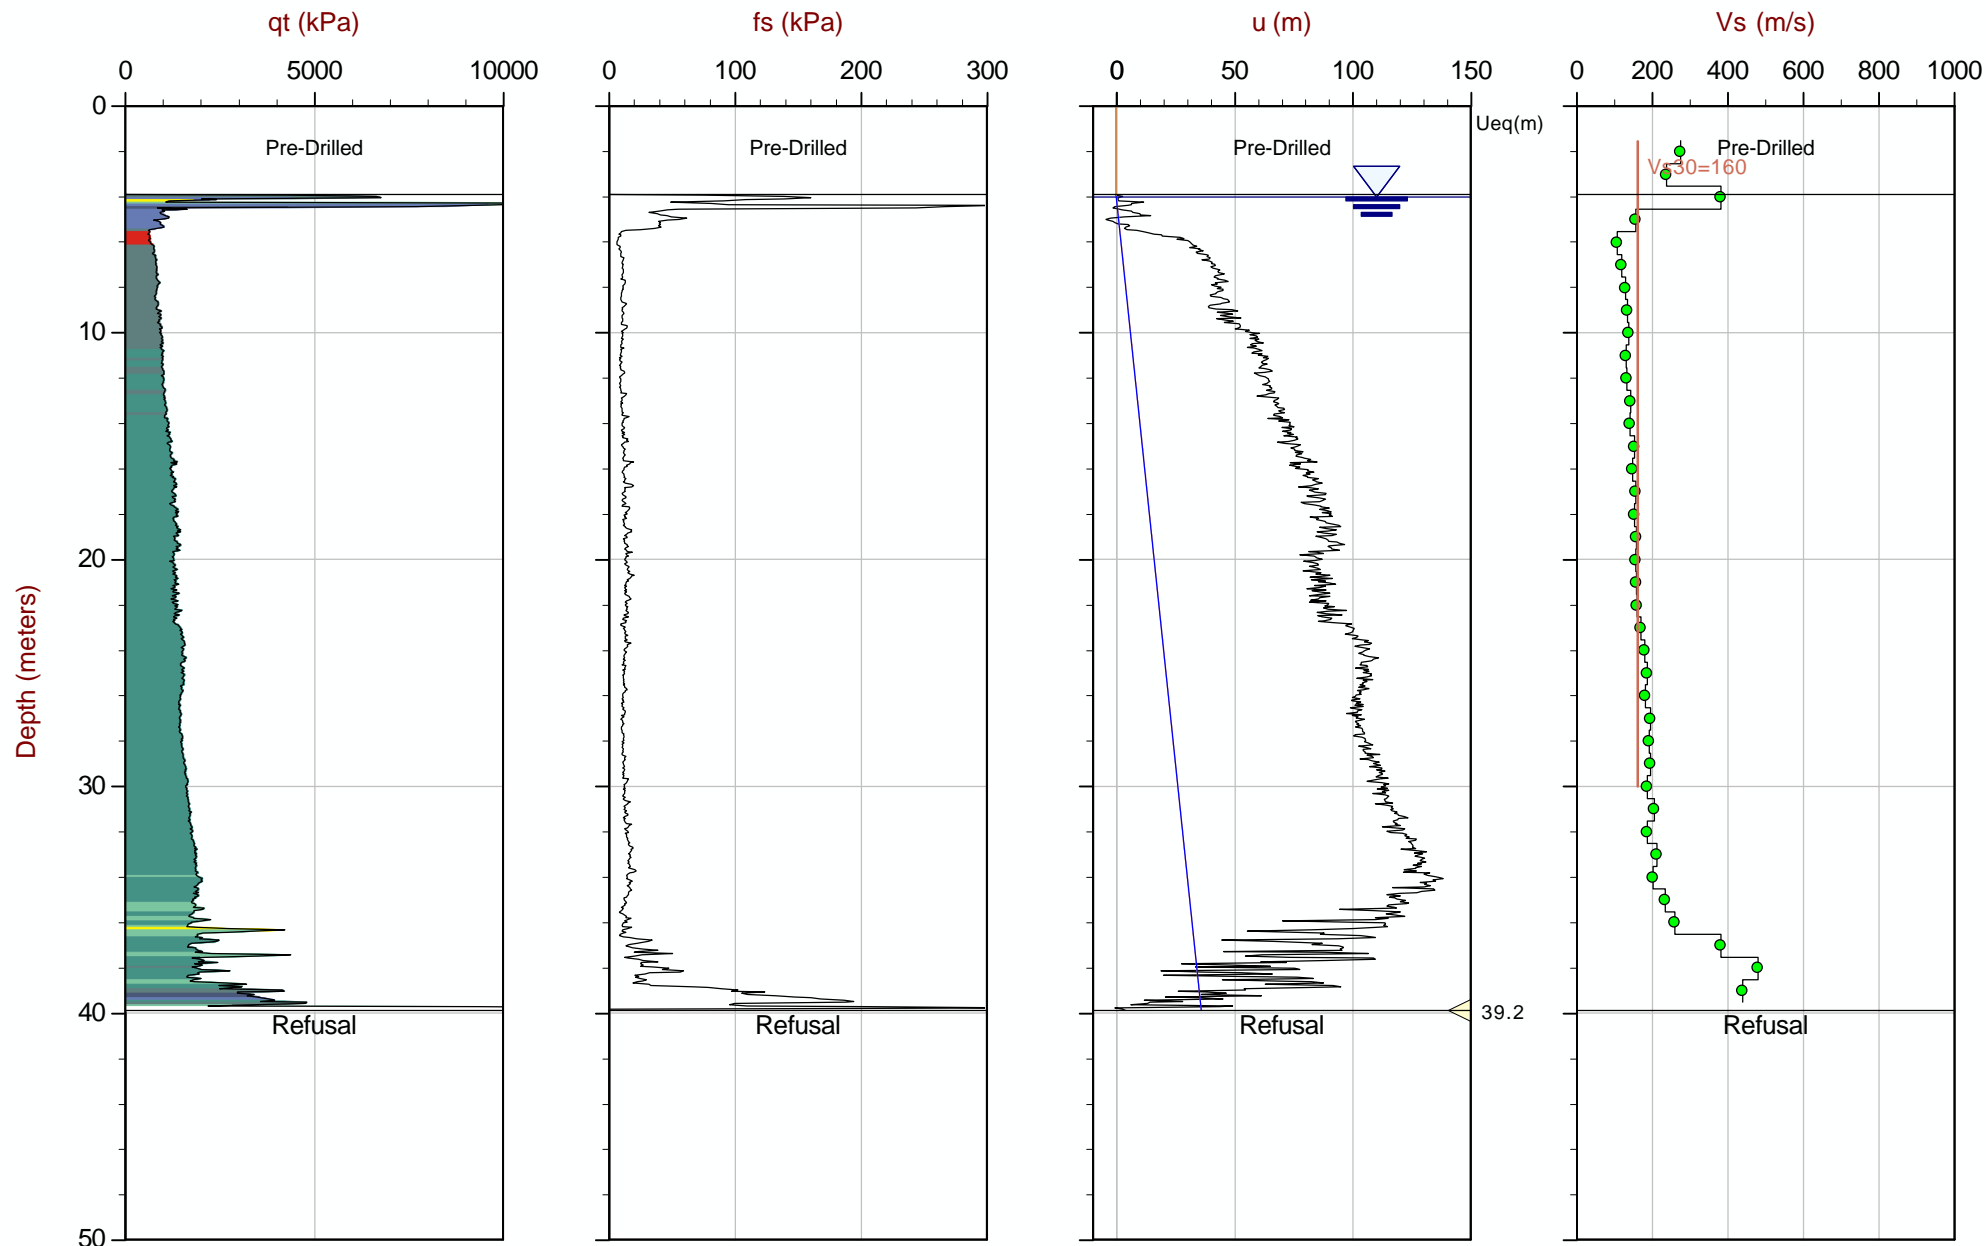 qt (kPa) fs (kPa) u (m) Vs (m/s)
0 5000 10000 0 100 200 300 0 50 100 150 0 200 400 600 800 1000
0
Ueq(m)
Pre-Drilled Pre-Drilled Pre-Drilled Pre-Drilled
Vs30=160
10
20
Depth (meters)
30
40
39.2
Refusal Refusal Refusal Refusal
50